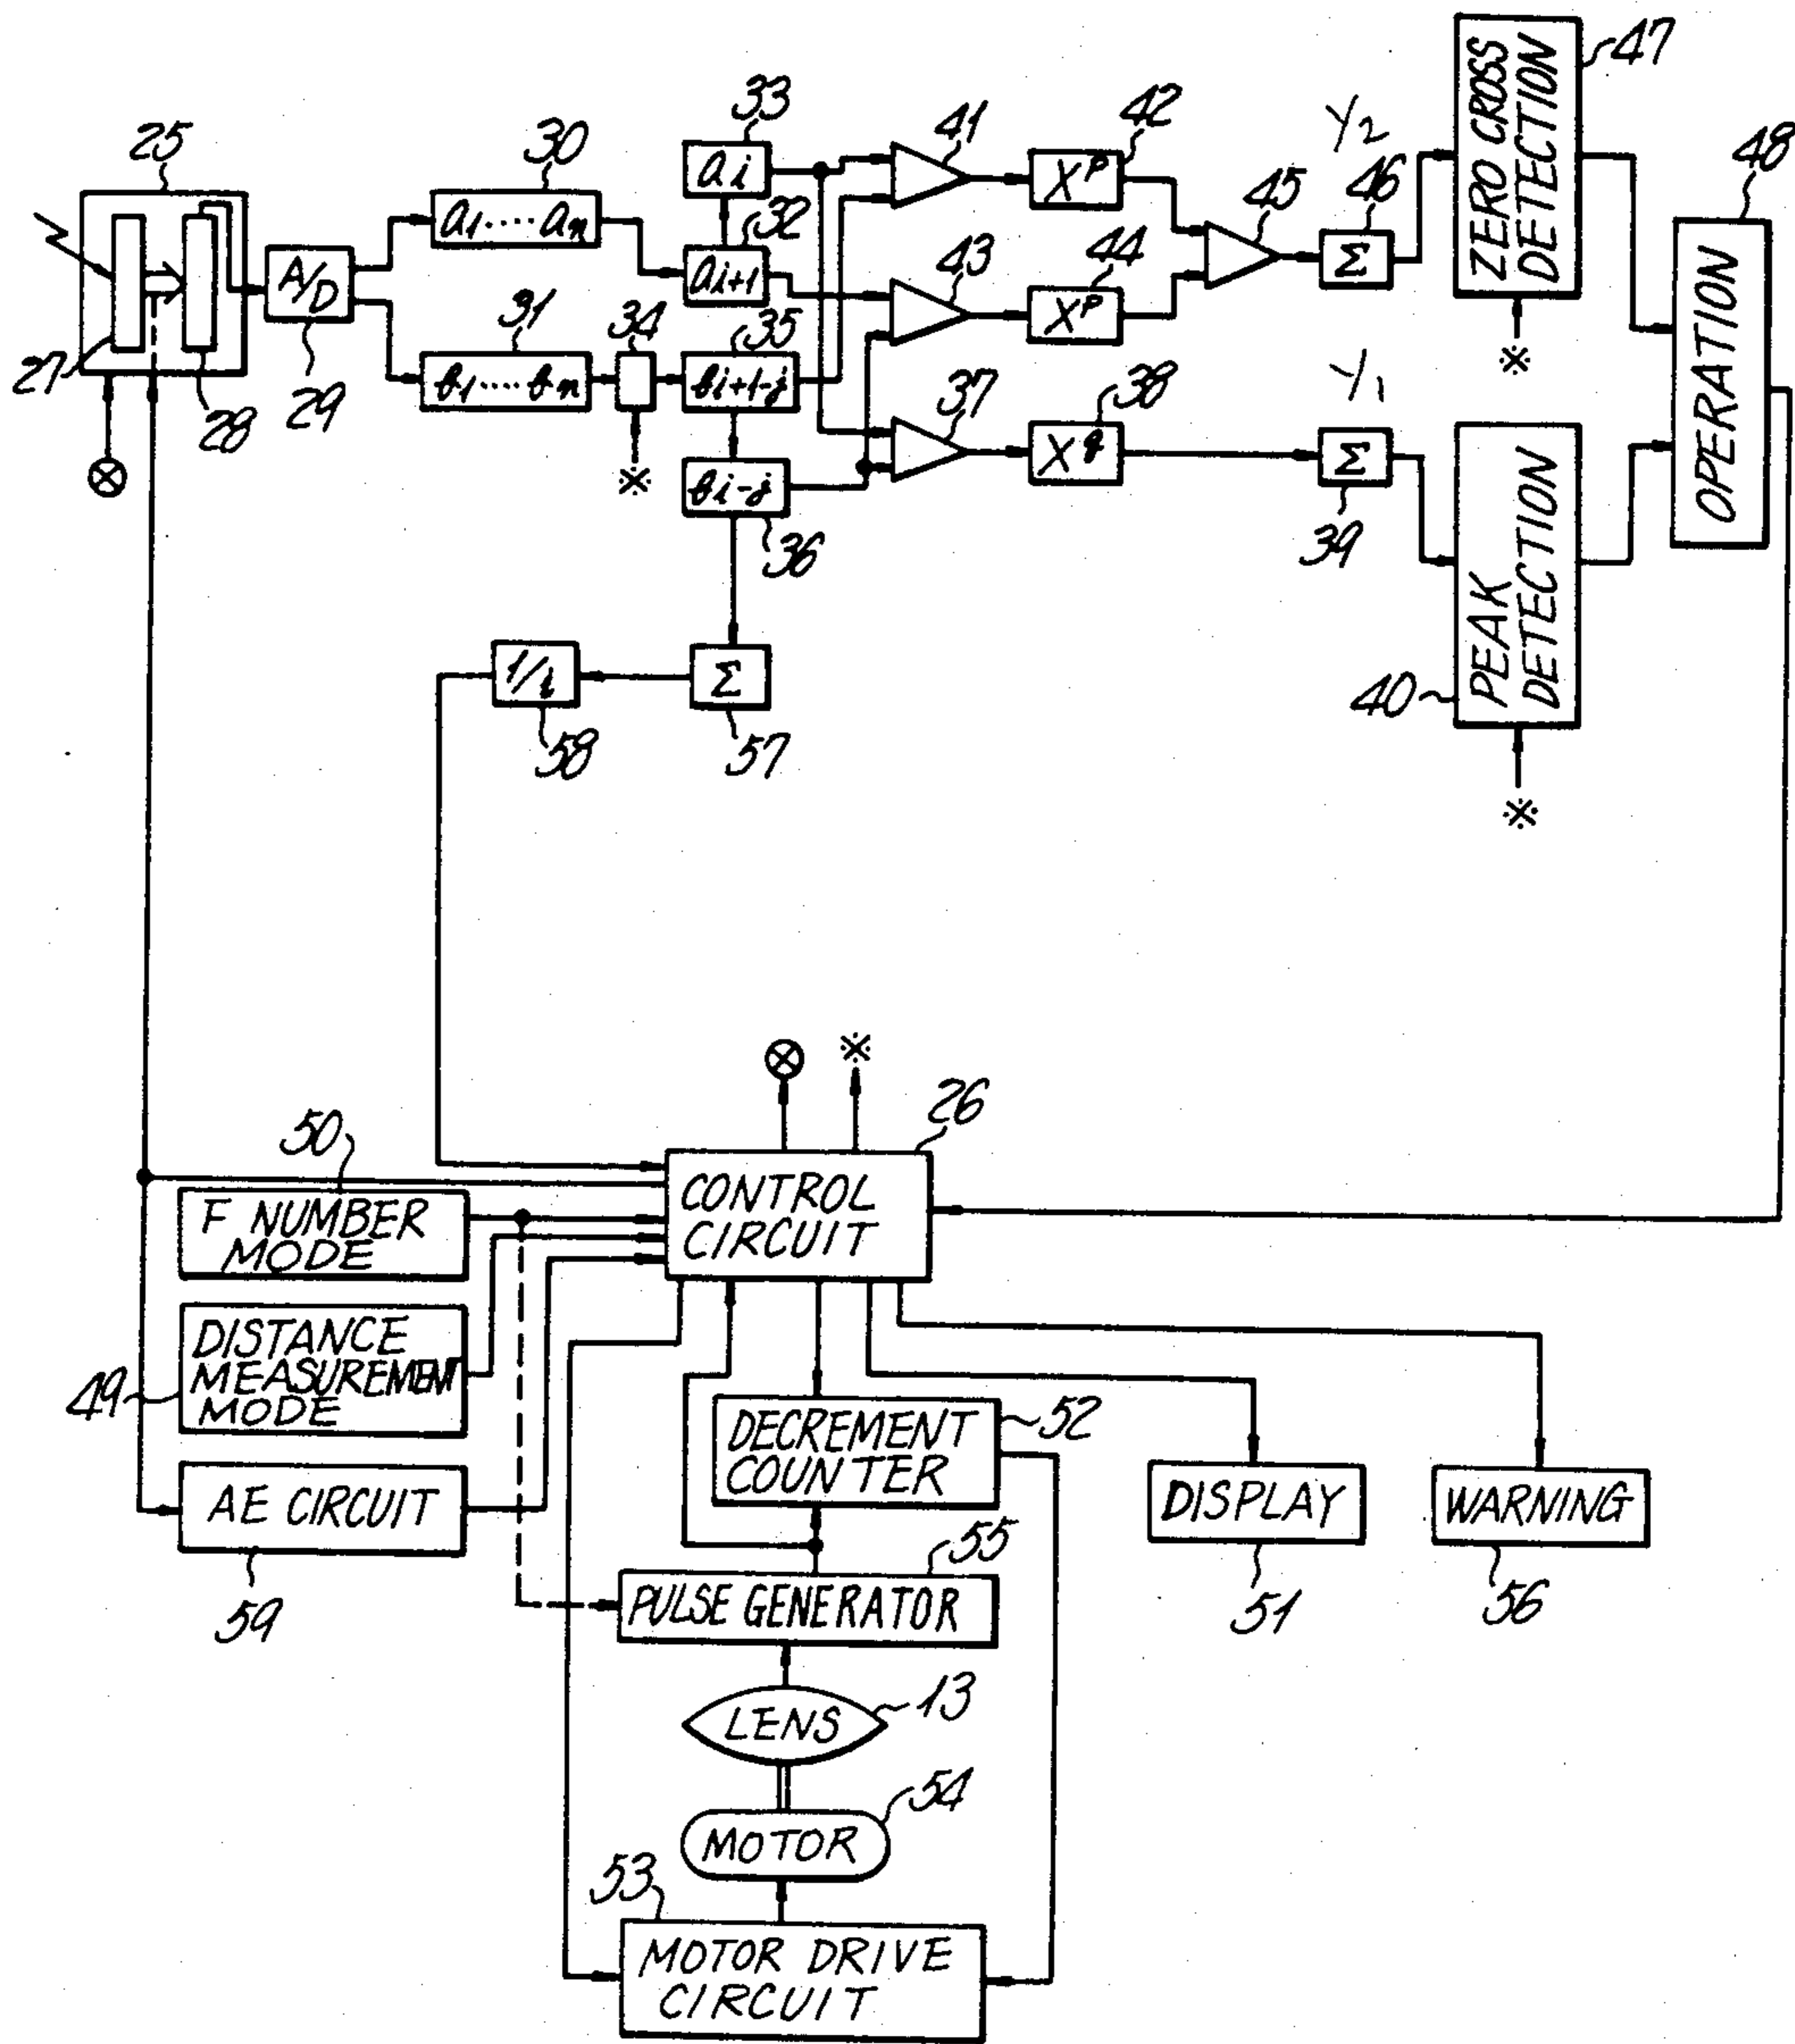 47
33
41
42
Y2
ZERO CROSS
DETECTION
25
30
ai
X^P
46
45
48
a1 ···· an
32
A/D
ai+1
43
44
Σ
OPERATION
31
34
35
X^P
27
28
29
b1 ···· bn
bi+1-j
37
38
Y1
※
⊗
※
bi-j
X^q
Σ
39
36
PEAK
DETECTION
1/i
Σ
40
58
57
※
⊗
※
26
50
CONTROL
CIRCUIT
F NUMBER
MODE
DISTANCE
MEASUREMENT
MODE
49
DECREMENT
COUNTER
52
AE CIRCUIT
DISPLAY
WARNING
59
55
PULSE GENERATOR
51
56
LENS
13
54
MOTOR
53
MOTOR DRIVE
CIRCUIT